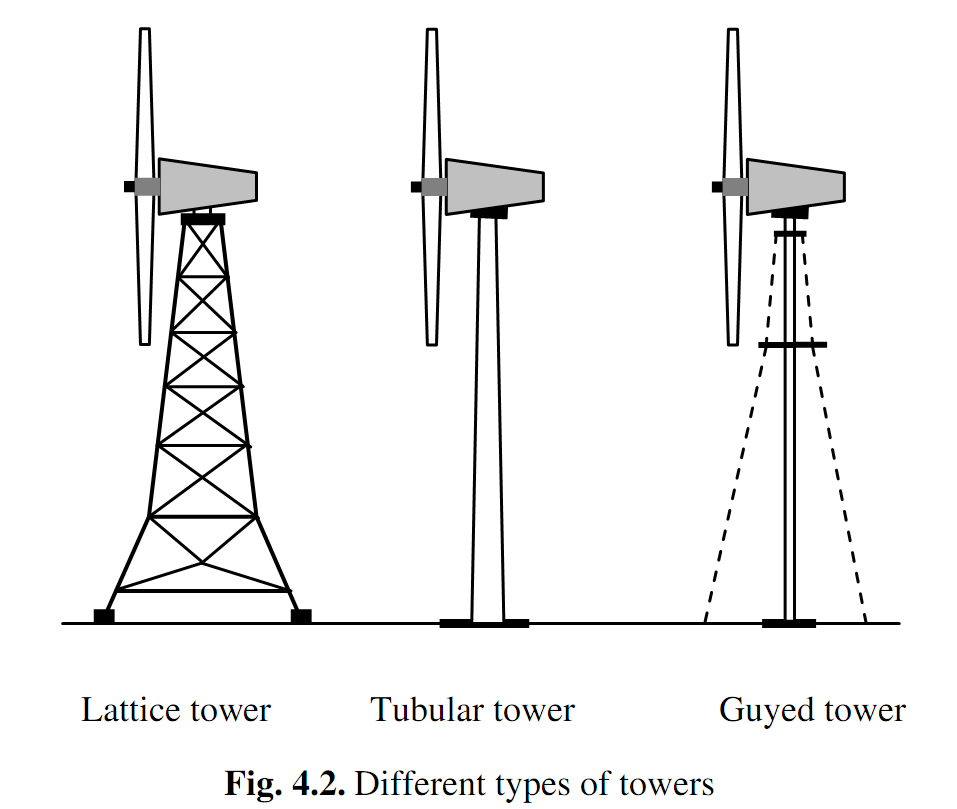 Lattice tower Tubular tower Guyed tower
Fig. 4.2. Different types of towers